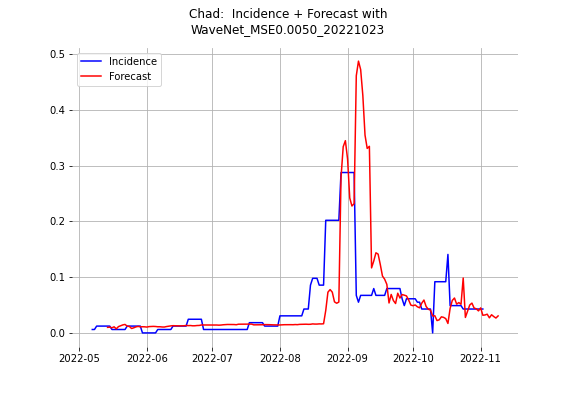 Chad:  Incidence + Forecast with
WaveNet_MSE0.0050_20221023
Incidence
Forecast
0.5
0.4
0.3
0.2
0.1
0.0
2022-05 2022-06 2022-07 2022-08 2022-09 2022-10 2022-11